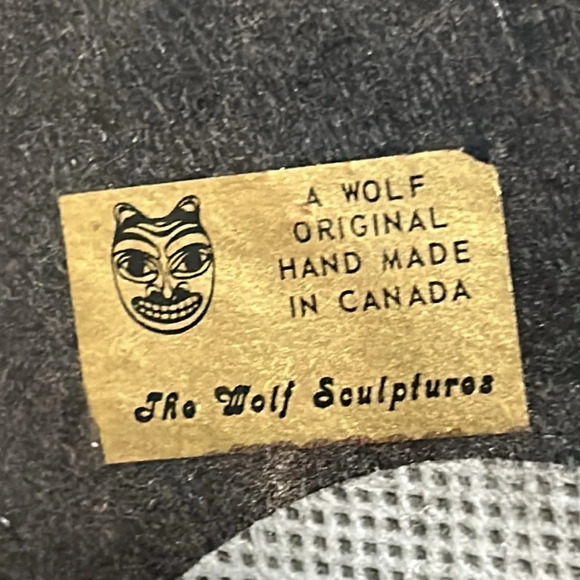 A WOLF
ORIGINAL
HAND MADE
IN CANADA
The Wolf Sculptures